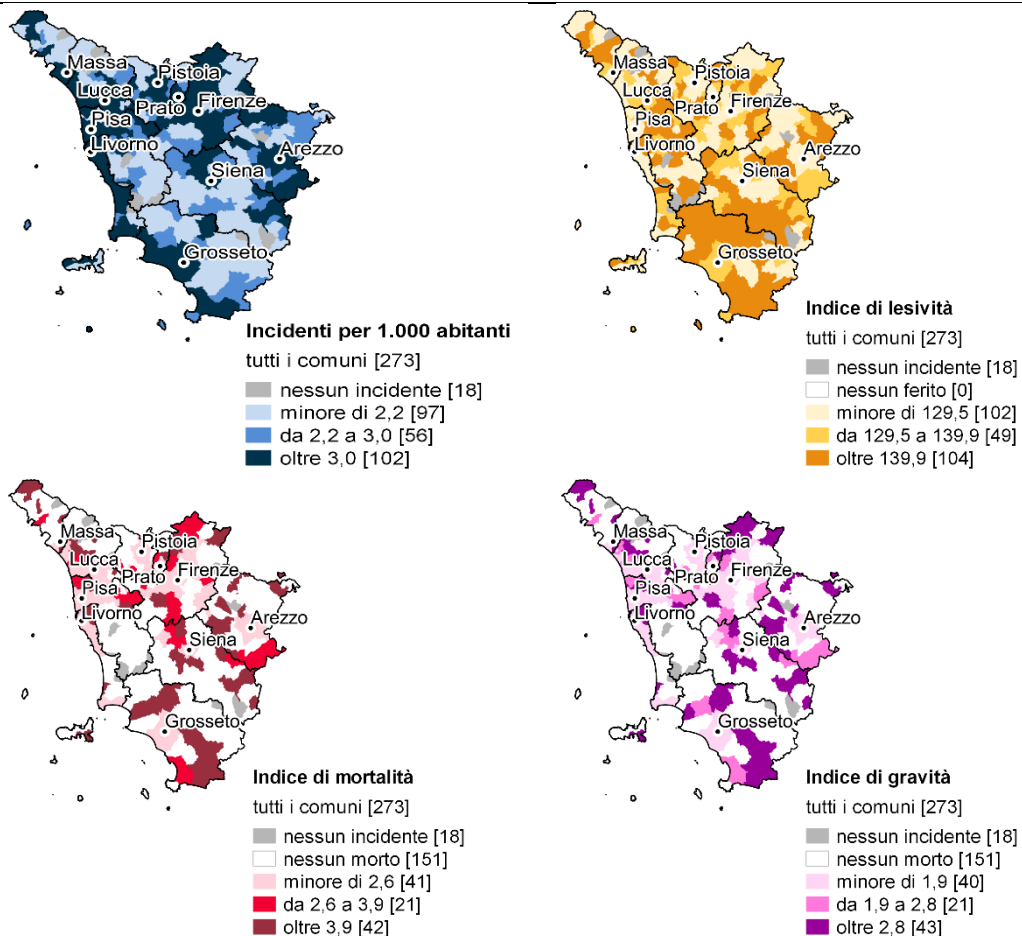 Massa
Pistoia
Lucca
Prato
Firenze
Pisa
Livorno
Arezzo
Siena
Grosseto
Incidenti per 1.000 abitanti
tutti i comuni [273]
nessun incidente [18]
minore di 2,2 [97]
da 2,2 a 3,0 [56]
oltre 3,0 [102]
Massa
Pistoia
Lucca
Prato
Firenze
Pisa
Livorno
Arezzo
Siena
Grosseto
Indice di lesività
tutti i comuni [273]
nessun incidente [18]
nessun ferito [0]
minore di 129,5 [102]
da 129,5 a 139,9 [49]
oltre 139,9 [104]
Massa
Pistoia
Lucca
Prato
Firenze
Pisa
Livorno
Arezzo
Siena
Grosseto
Indice di mortalità
tutti i comuni [273]
nessun incidente [18]
nessun morto [151]
minore di 2,6 [41]
da 2,6 a 3,9 [21]
oltre 3,9 [42]
Massa
Pistoia
Lucca
Prato
Firenze
Pisa
Livorno
Arezzo
Siena
Grosseto
Indice di gravità
tutti i comuni [273]
nessun incidente [18]
nessun morto [151]
minore di 1,9 [40]
da 1,9 a 2,8 [21]
oltre 2,8 [43]